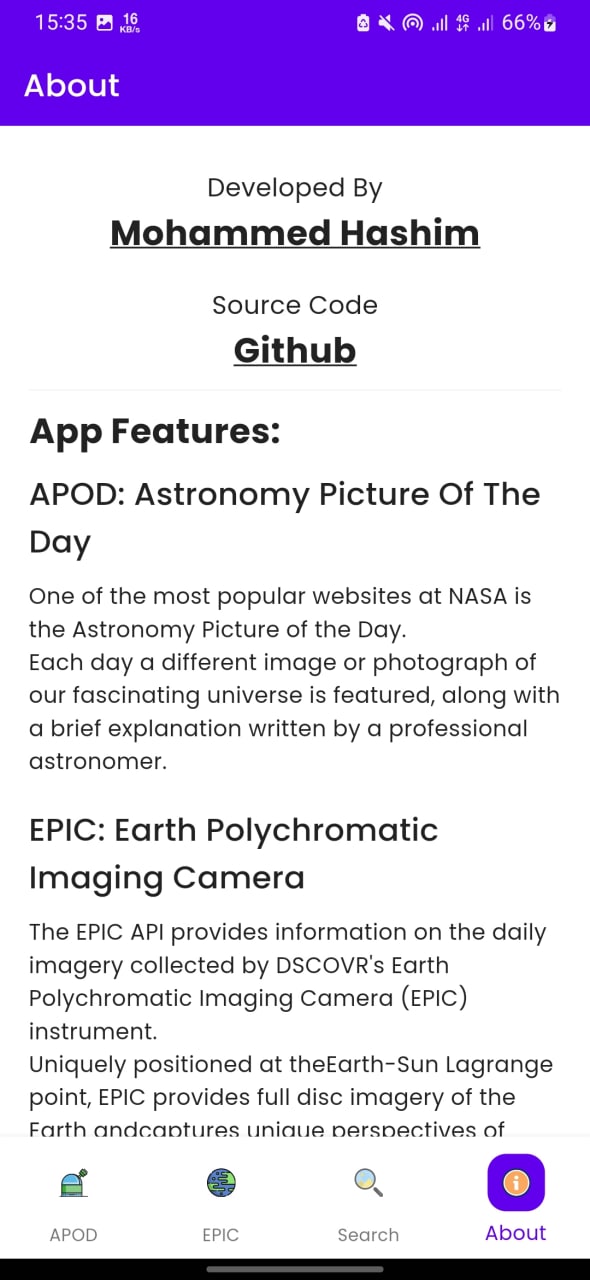 15:35 16 KB/s 4G 66%
About
Developed By
Mohammed Hashim
Source Code
Github
App Features:
APOD: Astronomy Picture Of The
Day
One of the most popular websites at NASA is
the Astronomy Picture of the Day.
Each day a different image or photograph of
our fascinating universe is featured, along with
a brief explanation written by a professional
astronomer.
EPIC: Earth Polychromatic
Imaging Camera
The EPIC API provides information on the daily
imagery collected by DSCOVR's Earth
Polychromatic Imaging Camera (EPIC)
instrument.
Uniquely positioned at theEarth-Sun Lagrange
point, EPIC provides full disc imagery of the
Earth andcaptures unique perspectives of
APOD EPIC Search About